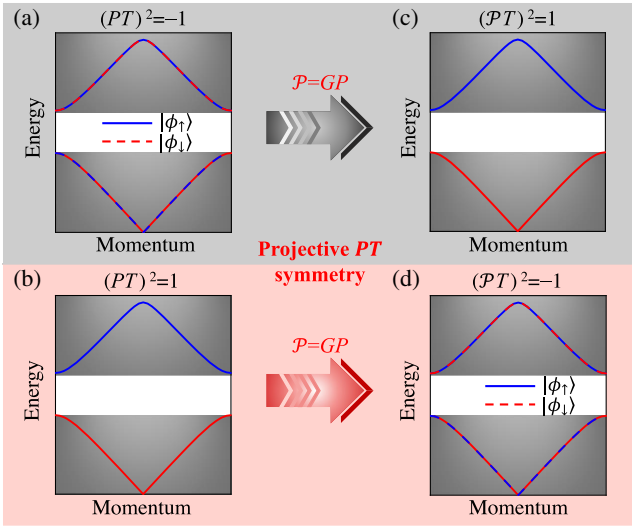 (a)
(PT)²=−1
Energy
|ϕ↑⟩
|ϕ↓⟩
Momentum
𝒫=GP
(c)
(𝒫T)²=1
Energy
Momentum
Projective PT
symmetry
(b)
(PT)²=1
Energy
Momentum
𝒫=GP
(d)
(𝒫T)²=−1
Energy
|ϕ↑⟩
|ϕ↓⟩
Momentum